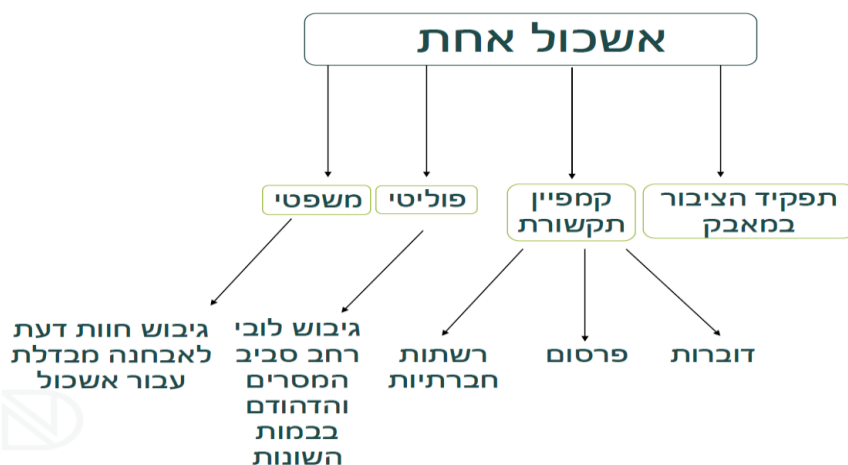 אשכול אחת
תפקיד הציבור
במאבק
קמפיין
תקשורת
פוליטי
משפטי
דוברות
פרסום
רשתות
חברתיות
גיבוש לובי
רחב סביב
המסרים
והדהודם
בבמות
השונות
גיבוש חוות דעת
לאבחנה מבדלת
עבור אשכול